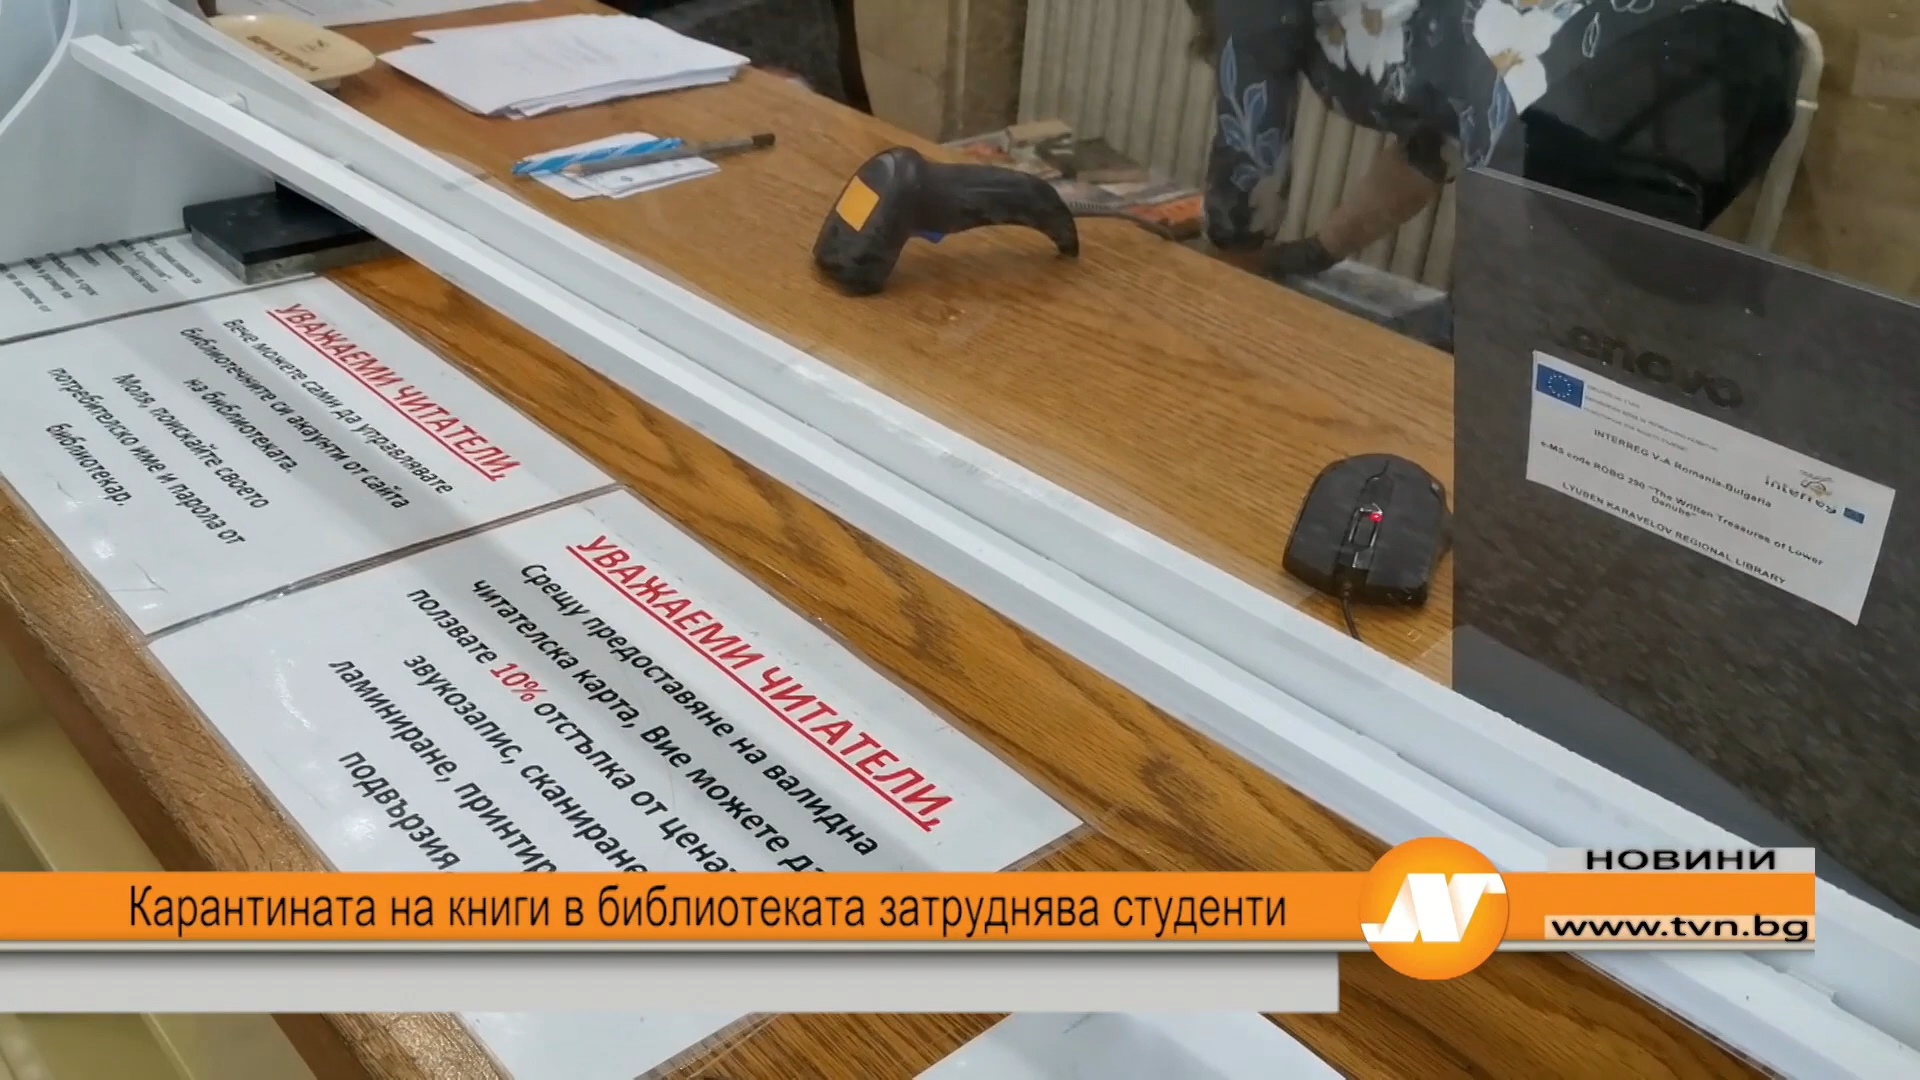 УВАЖАЕМИ ЧИТАТЕЛИ,
Вече можете сами да управлявате
библиотечните си акаунти от сайта
на библиотеката.
Моля, поискайте своето
потребителско име и парола от
библиотекар.
УВАЖАЕМИ ЧИТАТЕЛИ,
Срещу предоставяне на валидна
читателска карта, Вие можете да
ползвате 10% отстъпка от
звукозапис, сканиране
ламиниране,
подвързия
lenovo
INTERREG V-A Romania-Bulgaria
Interreg
e-MS code ROBG 290 "The Written Treasures of Lower
Danube"
LYUBEN KARAVELOV REGIONAL LIBRARY
Карантината на книги в библиотеката затруднява студенти
НОВИНИ
www.tvn.bg